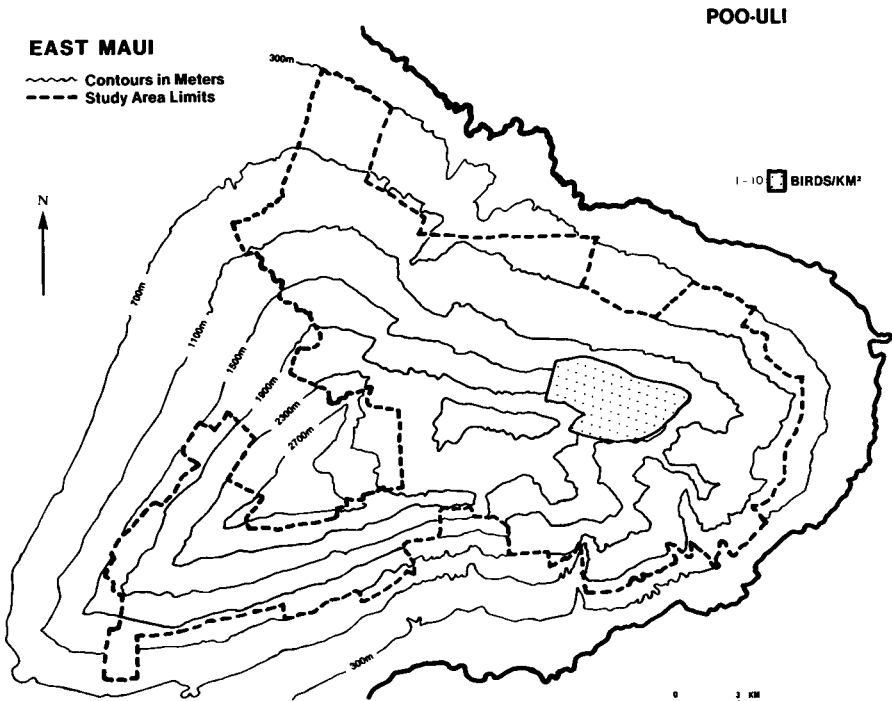 POO-ULI
EAST MAUI
Contours in Meters
Study Area Limits
300m
1-10 BIRDS/KM²
N
700m
1100m
1500m
1900m
2300m
2700m
300m
0 3 KM